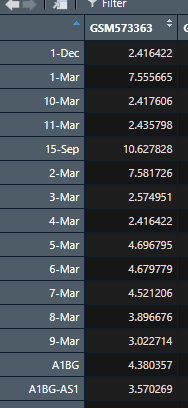 Filter
GSM573363
1-Dec 2.416422
1-Mar 7.555665
10-Mar 2.417606
11-Mar 2.435798
15-Sep 10.627828
2-Mar 7.581726
3-Mar 2.574951
4-Mar 2.416422
5-Mar 4.696795
6-Mar 4.679779
7-Mar 4.521206
8-Mar 3.896676
9-Mar 3.022714
A1BG 4.380357
A1BG-AS1 3.570269